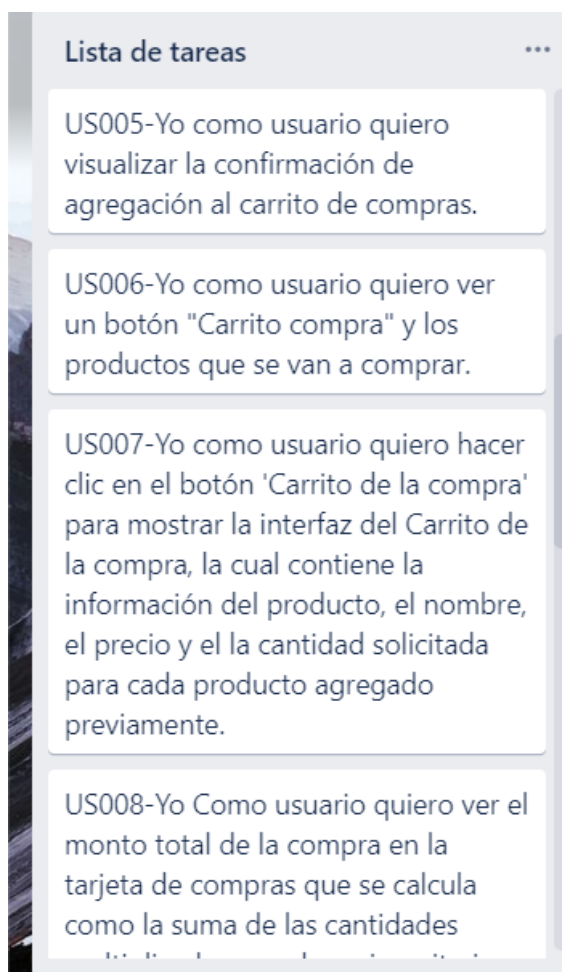 Lista de tareas
US005-Yo como usuario quiero
visualizar la confirmación de
agregación al carrito de compras.
US006-Yo como usuario quiero ver
un botón "Carrito compra" y los
productos que se van a comprar.
US007-Yo como usuario quiero hacer
clic en el botón 'Carrito de la compra'
para mostrar la interfaz del Carrito de
la compra, la cual contiene la
información del producto, el nombre,
el precio y el la cantidad solicitada
para cada producto agregado
previamente.
US008-Yo Como usuario quiero ver el
monto total de la compra en la
tarjeta de compras que se calcula
como la suma de las cantidades